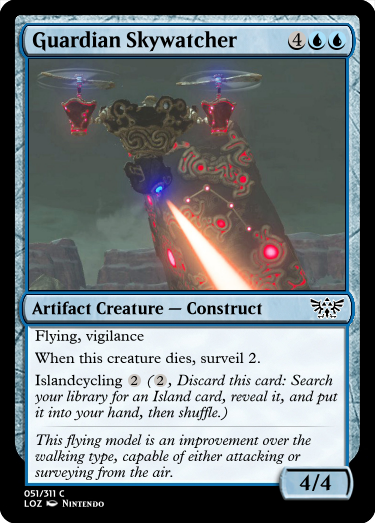 Guardian Skywatcher 4
Artifact Creature — Construct
Flying, vigilance
When this creature dies, surveil 2.
Islandcycling 2 (2, Discard this card: Search
your library for an Island card, reveal it, and put
it into your hand, then shuffle.)
This flying model is an improvement over the
walking type, capable of either attacking or
surveying from the air.
4/4
051/311 C
LOZ Nintendo